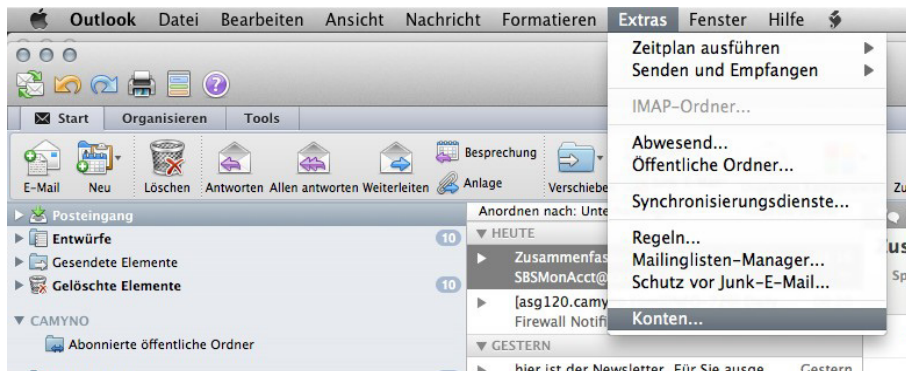 Outlook Datei Bearbeiten Ansicht Nachricht Formatieren Extras Fenster Hilfe
Zeitplan ausführen
Senden und Empfangen
IMAP-Ordner...
Abwesend...
Öffentliche Ordner...
Synchronisierungsdienste...
Regeln...
Mailinglisten-Manager...
Schutz vor Junk-E-Mail...
Konten...
Start Organisieren Tools
E-Mail Neu Löschen Antworten Allen antworten Weiterleiten
Besprechung
Anlage
Verschiebe
Zu
Posteingang
Entwürfe 10
Gesendete Elemente
Gelöschte Elemente 10
CAMYNO
Abonnierte öffentliche Ordner
Anordnen nach: Unte
HEUTE
Zusammenfas
SBSMonAcct@
[asg120.camy
Firewall Notifi
GESTERN
hier ist der Newsletter Für Sie ausge Gestern
Zus
Sp